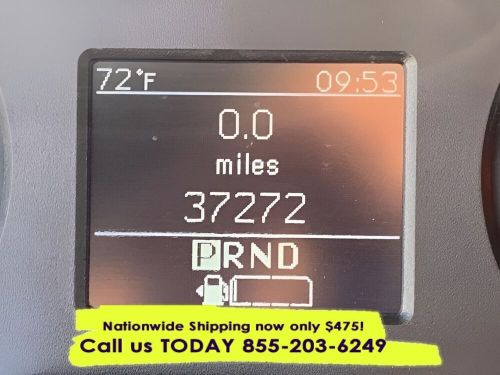 72°F 09:53
0.0
miles
37272
PRND
Nationwide Shipping now only $475!
Call us TODAY 855-203-6249